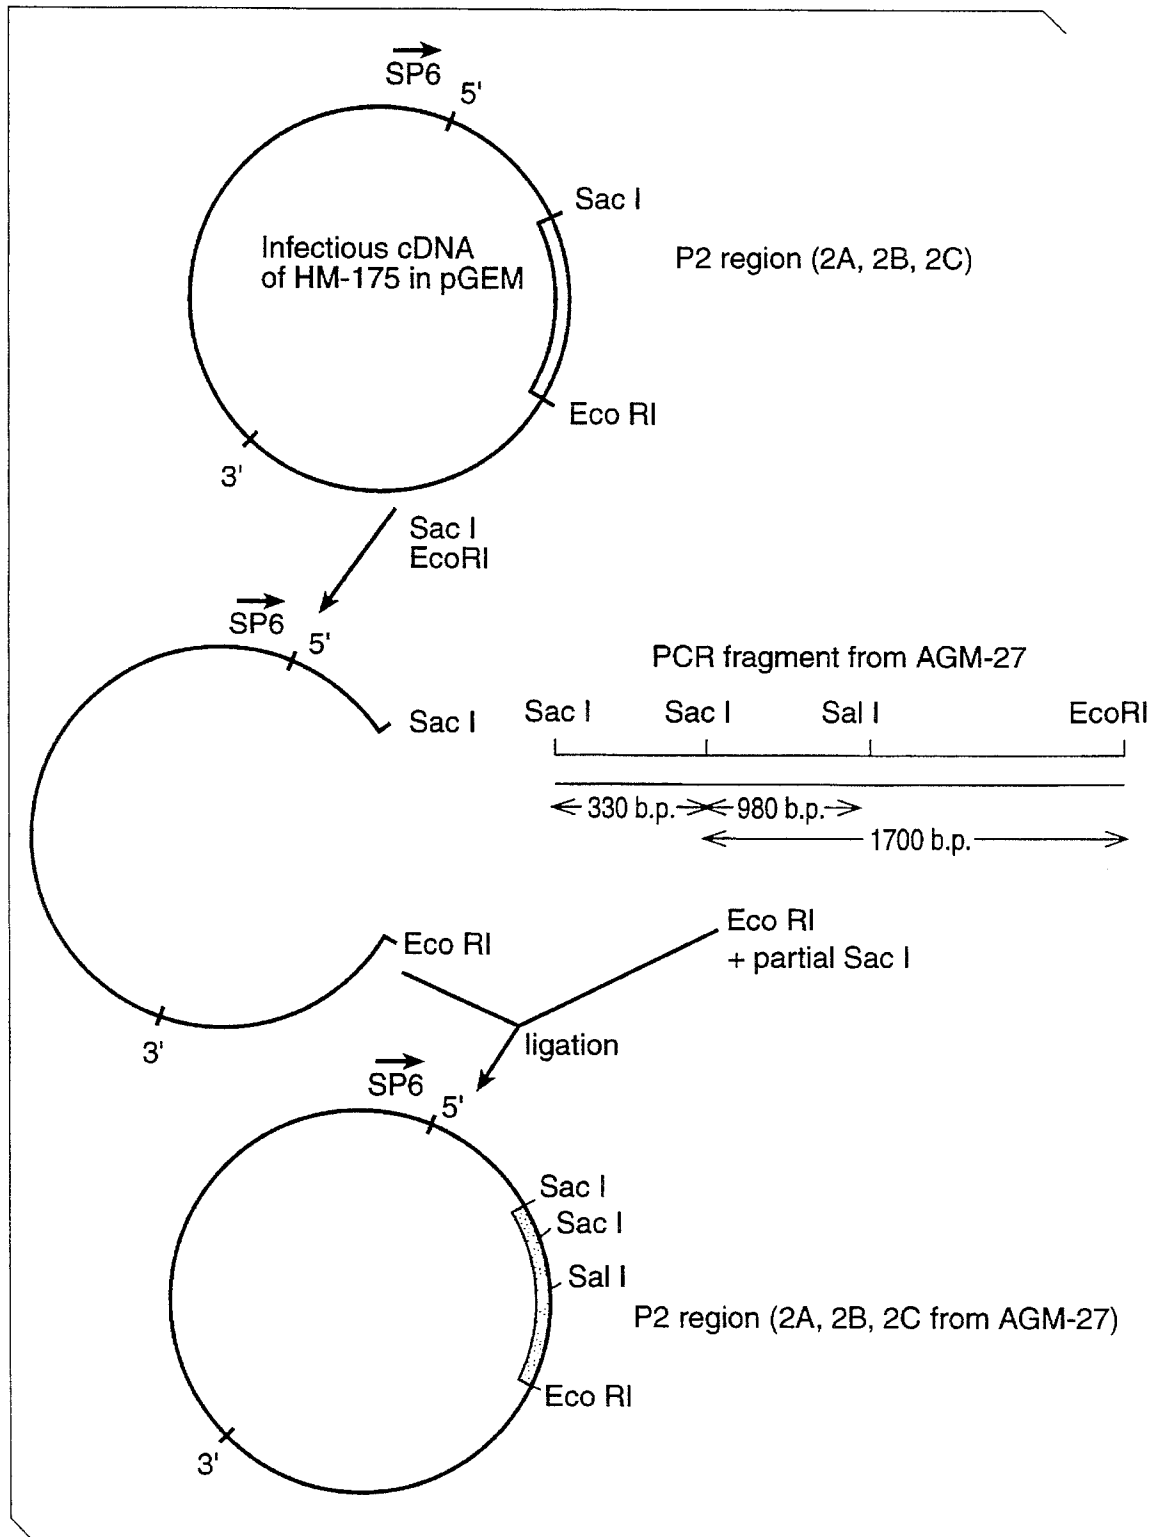 SP6
5'
Sac I
Infectious cDNA
of HM-175 in pGEM
P2 region (2A, 2B, 2C)
Eco RI
3'
Sac I
EcoRI
SP6
5'
PCR fragment from AGM-27
Sac I
Sac I Sac I Sal I EcoRI
330 b.p. 980 b.p.
1700 b.p.
Eco RI
Eco RI
+ partial Sac I
3'
ligation
SP6
5'
Sac I
Sac I
Sal I
P2 region (2A, 2B, 2C from AGM-27)
Eco RI
3'